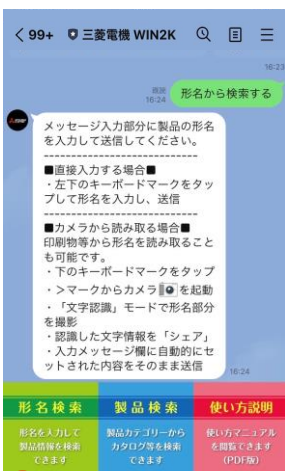 99+ 三菱電機 WIN2K
16:23
既読
16:24
形名から検索する
メッセージ入力部分に製品の形名
を入力して送信してください。
--------------------------
■直接入力する場合■
・左下のキーボードマークをタッ
プして形名を入力し、送信
--------------------------
■カメラから読み取る場合■
印刷物等から形名を読み取ること
も可能です。
・下のキーボードマークをタップ
・>マークからカメラを起動
・「文字認識」モードで形名部分
を撮影
・認識した文字情報を「シェア」
・入力メッセージ欄に自動的にセ
ットされた内容をそのまま送信
16:24
形名検索 製品検索 使い方説明
形名を入力して 製品カテゴリーから 使い方マニュアル
製品情報を検索 カタログ等を検索 を閲覧できます
できます できます (PDF版)